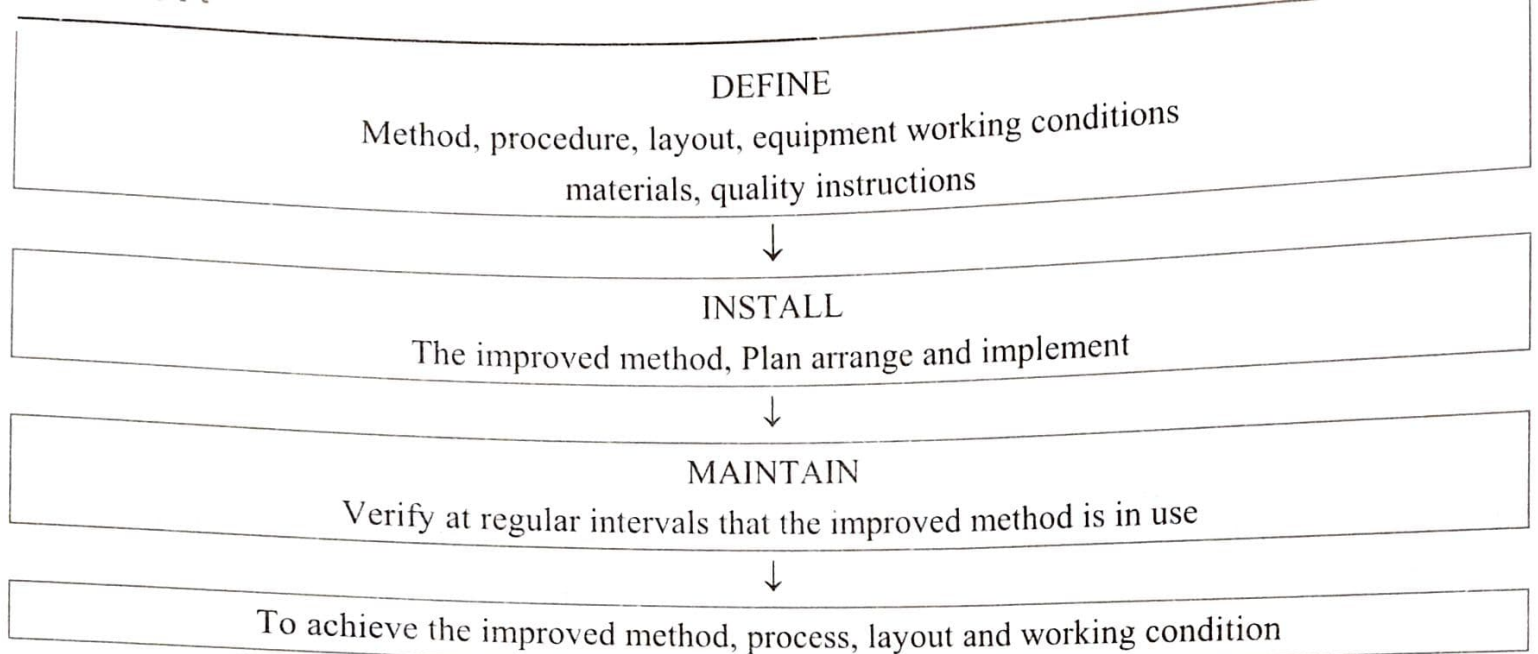 DEFINE
Method, procedure, layout, equipment working conditions
materials, quality instructions
↓
INSTALL
The improved method, Plan arrange and implement
↓
MAINTAIN
Verify at regular intervals that the improved method is in use
↓
To achieve the improved method, process, layout and working condition